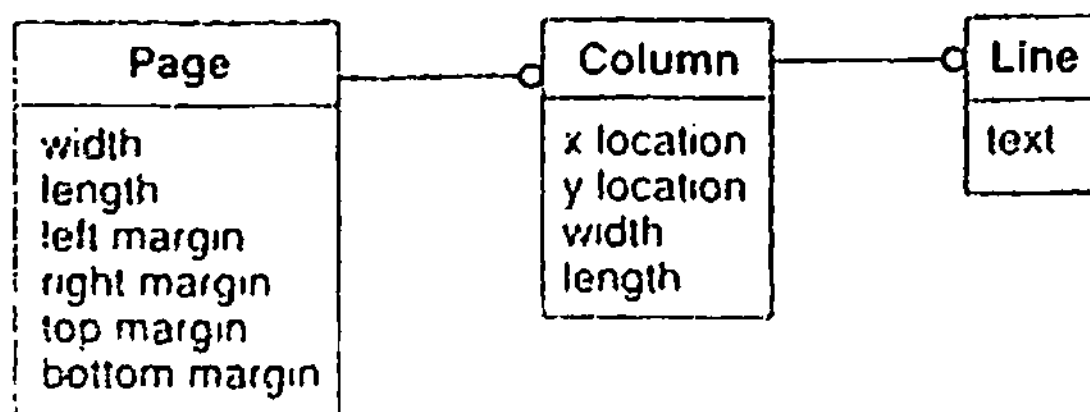 Page
width
length
left margin
right margin
top margin
bottom margin
Column
x location
y location
width
length
Line
text